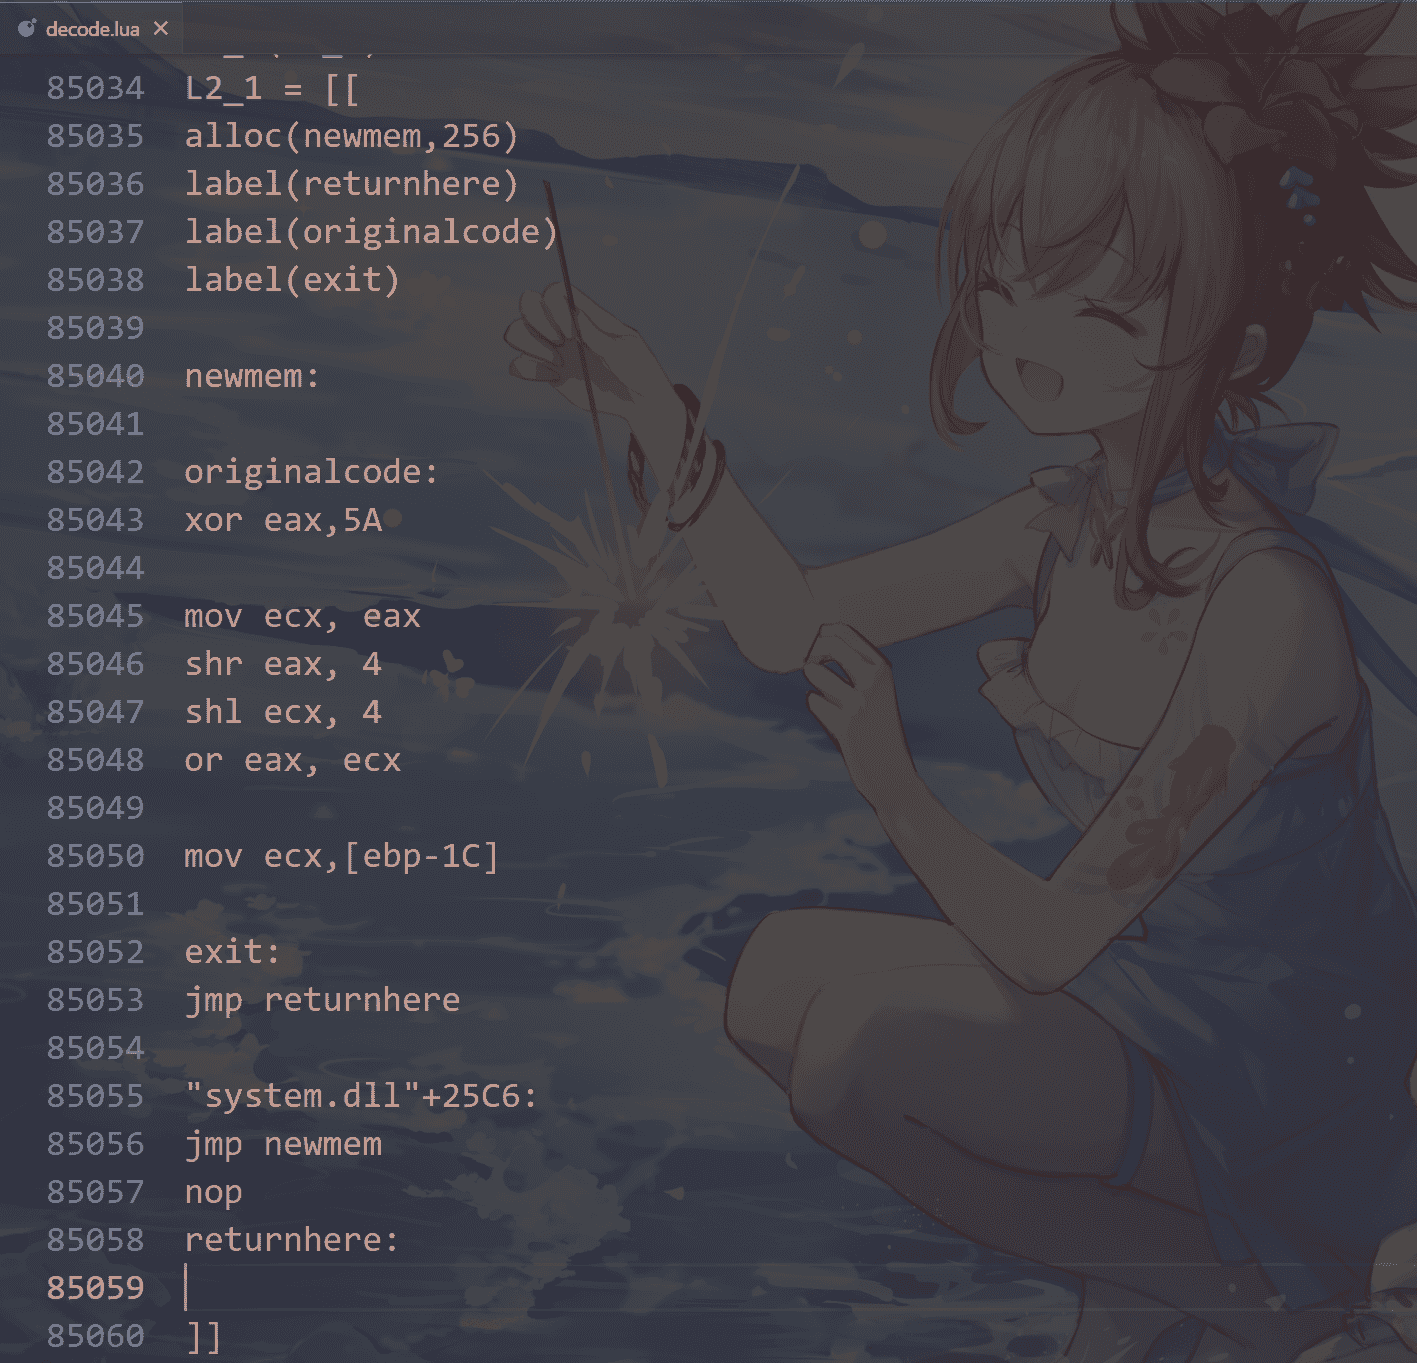 decode.lua
85034 L2_1 = [[
85035 alloc(newmem,256)
85036 label(returnhere)
85037 label(originalcode)
85038 label(exit)
85039
85040 newmem:
85041
85042 originalcode:
85043 xor eax,5A
85044
85045 mov ecx, eax
85046 shr eax, 4
85047 shl ecx, 4
85048 or eax, ecx
85049
85050 mov ecx,[ebp-1C]
85051
85052 exit:
85053 jmp returnhere
85054
85055 "system.dll"+25C6:
85056 jmp newmem
85057 nop
85058 returnhere:
85059
85060 ]]